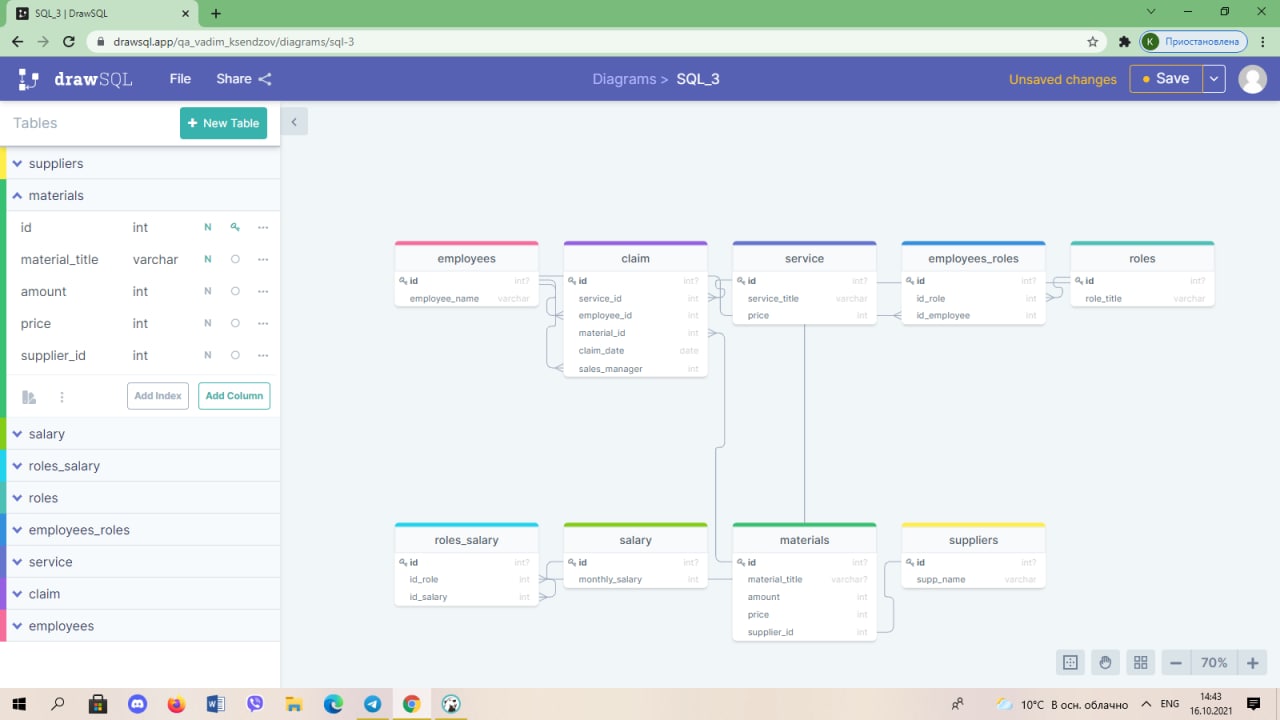 SQL_3 | DrawSQL
drawsql.app/qa_vadim_ksendzov/diagrams/sql-3
K Приостановлена
drawSQL File Share Diagrams > SQL_3 Unsaved changes Save
Tables + New Table
suppliers
materials
id int N
material_title varchar N
amount int N
price int N
supplier_id int N
Add Index Add Column
salary
roles_salary
roles
employees_roles
service
claim
employees
employees
id int?
employee_name varchar
claim
id int?
service_id int
employee_id int
material_id int
claim_date date
sales_manager int
service
id int?
service_title varchar
price int
employees_roles
id int?
id_role int
id_employee int
roles
id int?
role_title varchar
roles_salary
id int?
id_role int
id_salary int
salary
id int?
monthly_salary int
materials
id int?
material_title varchar?
amount int
price int
supplier_id int
suppliers
id int?
supp_name varchar
70%
10°C В осн. облачно ENG
14:43
16.10.2021